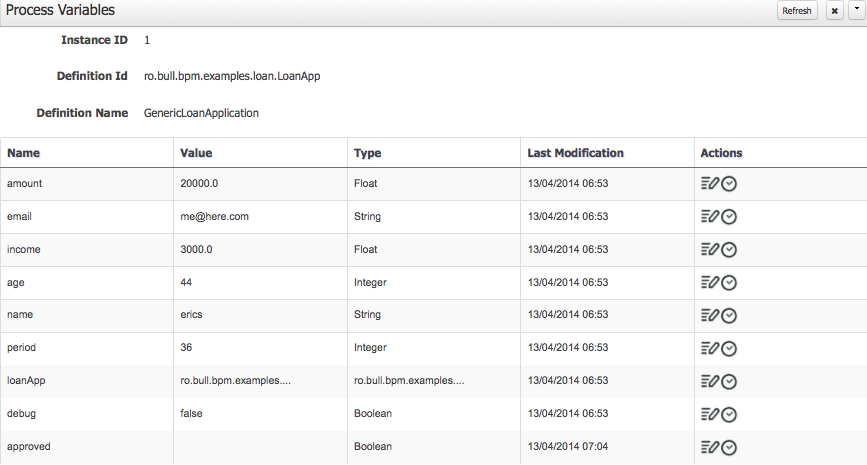 Process Variables Refresh
Instance ID 1
Definition Id ro.bull.bpm.examples.loan.LoanApp
Definition Name GenericLoanApplication
Name Value Type Last Modification Actions
amount 20000.0 Float 13/04/2014 06:53
email me@here.com String 13/04/2014 06:53
income 3000.0 Float 13/04/2014 06:53
age 44 Integer 13/04/2014 06:53
name erics String 13/04/2014 06:53
period 36 Integer 13/04/2014 06:53
loanApp ro.bull.bpm.examples.... ro.bull.bpm.examples.... 13/04/2014 06:53
debug false Boolean 13/04/2014 06:53
approved Boolean 13/04/2014 07:04